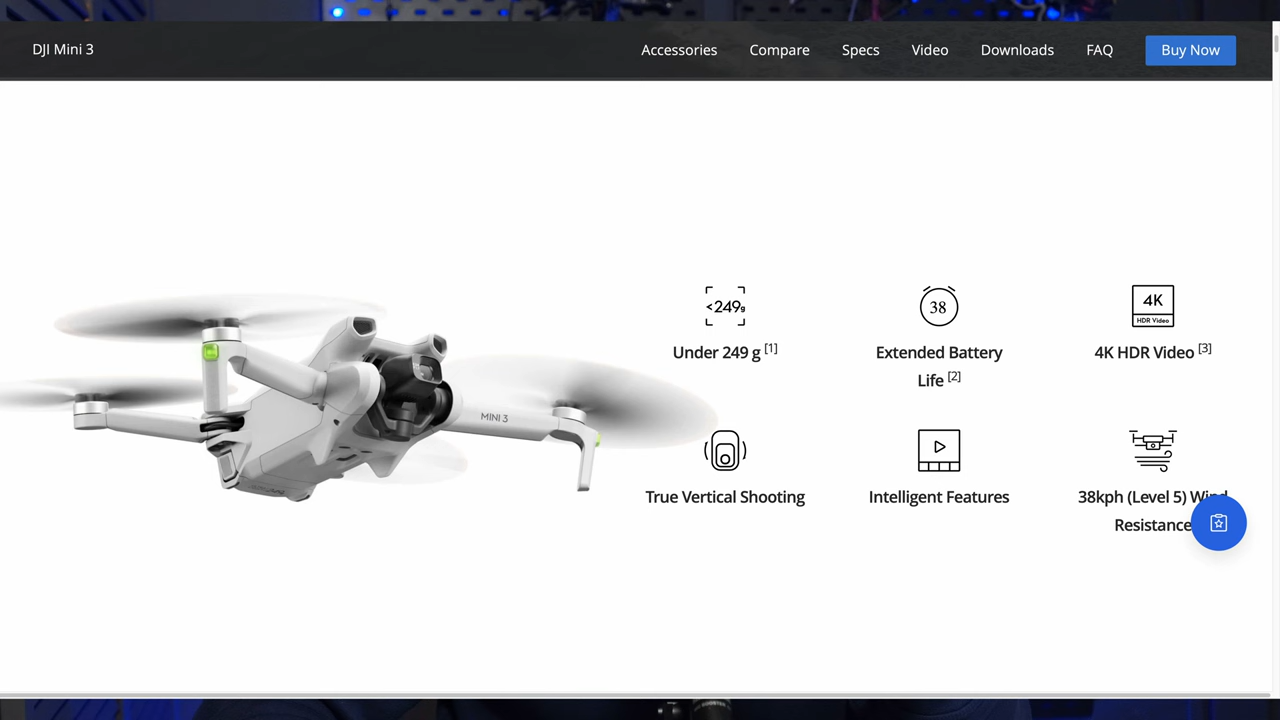 DJI Mini 3
Accessories
Compare
Specs
Video
Downloads
FAQ
Buy Now
<249g
38
4K
HDR Video
Under 249 g [1]
Extended Battery
Life [2]
4K HDR Video [3]
MINI 3
True Vertical Shooting
Intelligent Features
38kph (Level 5) Wind
Resistance